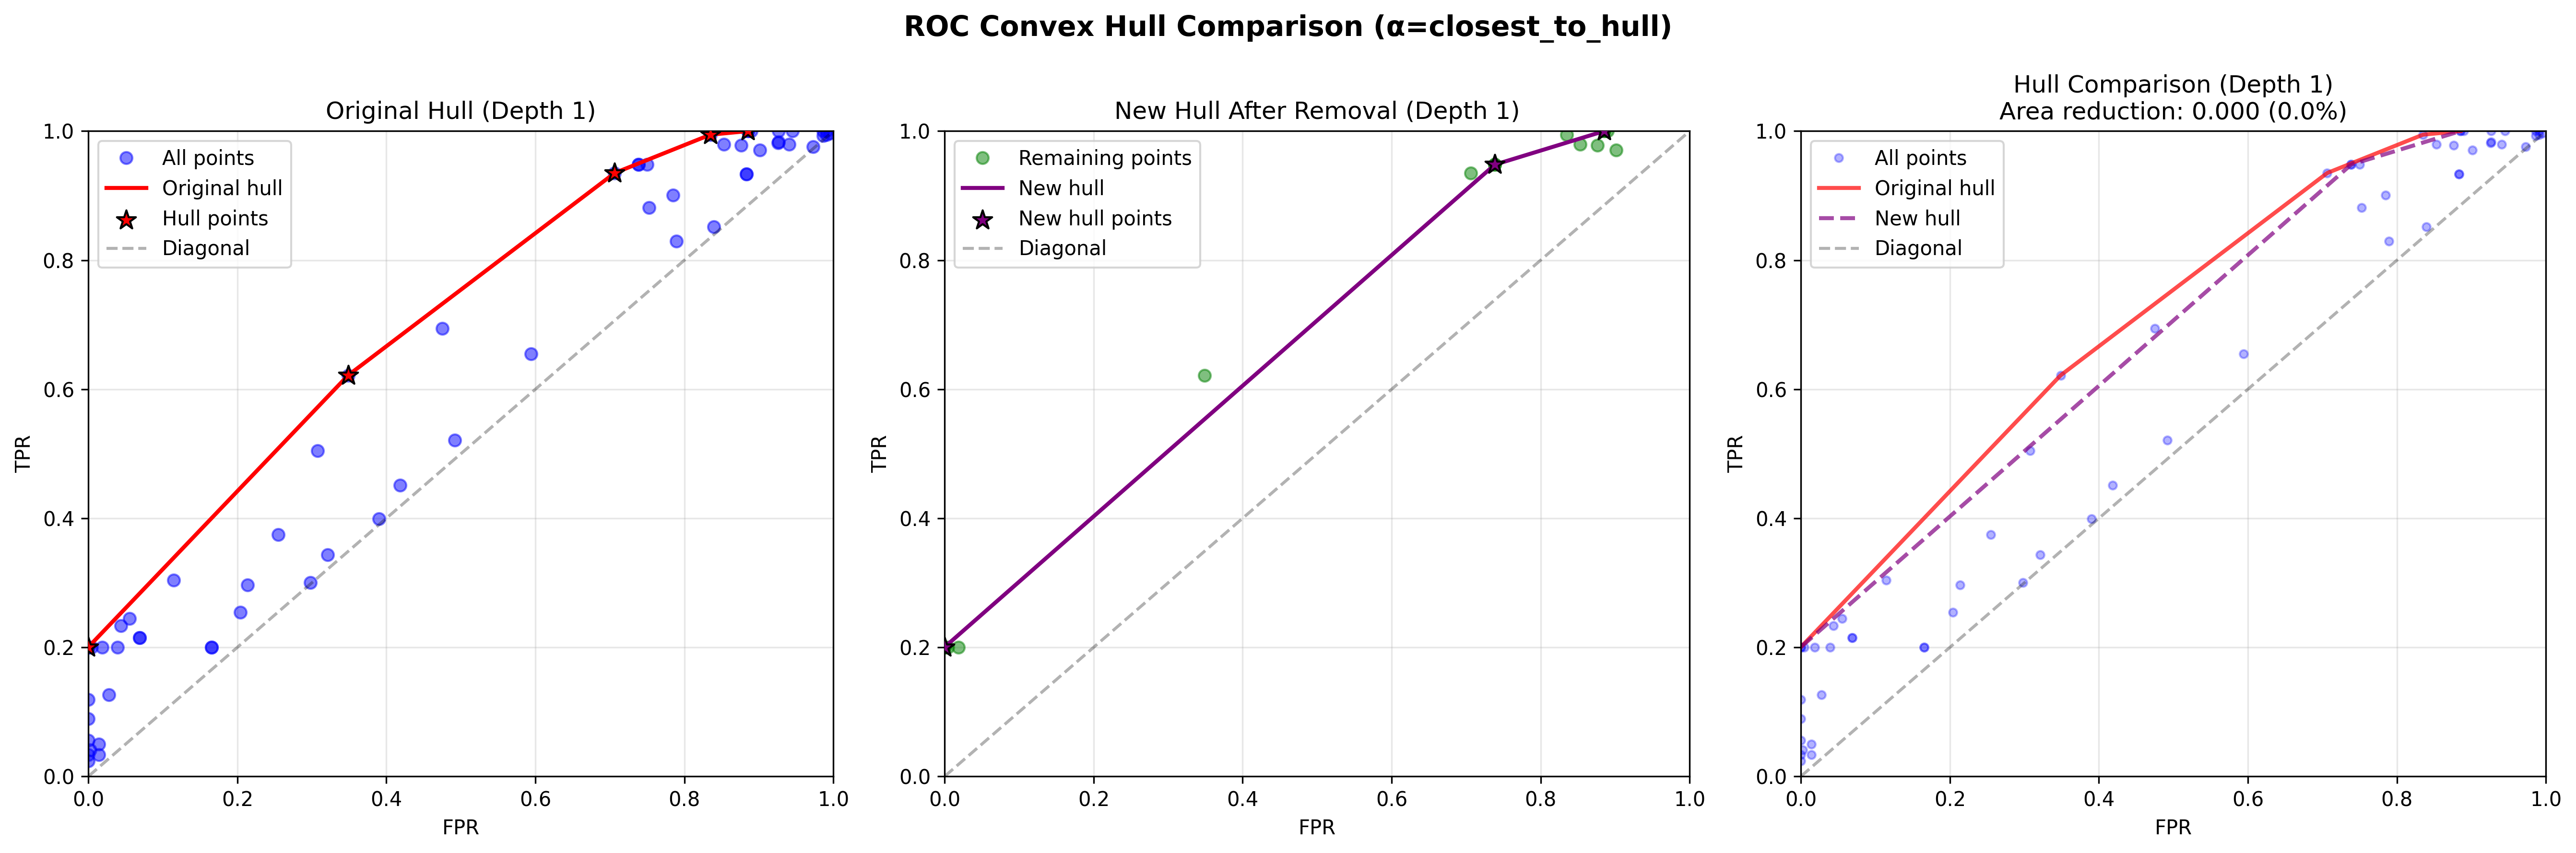 ROC Convex Hull Comparison (α=closest_to_hull)
Original Hull (Depth 1)
1.0
0.8
0.6
0.4
0.2
0.0
TPR
All points
Original hull
Hull points
Diagonal
0.0 0.2 0.4 0.6 0.8 1.0
FPR
New Hull After Removal (Depth 1)
1.0
0.8
0.6
0.4
0.2
0.0
TPR
Remaining points
New hull
New hull points
Diagonal
0.0 0.2 0.4 0.6 0.8 1.0
FPR
Hull Comparison (Depth 1)
Area reduction: 0.000 (0.0%)
1.0
0.8
0.6
0.4
0.2
0.0
TPR
All points
Original hull
New hull
Diagonal
0.0 0.2 0.4 0.6 0.8 1.0
FPR